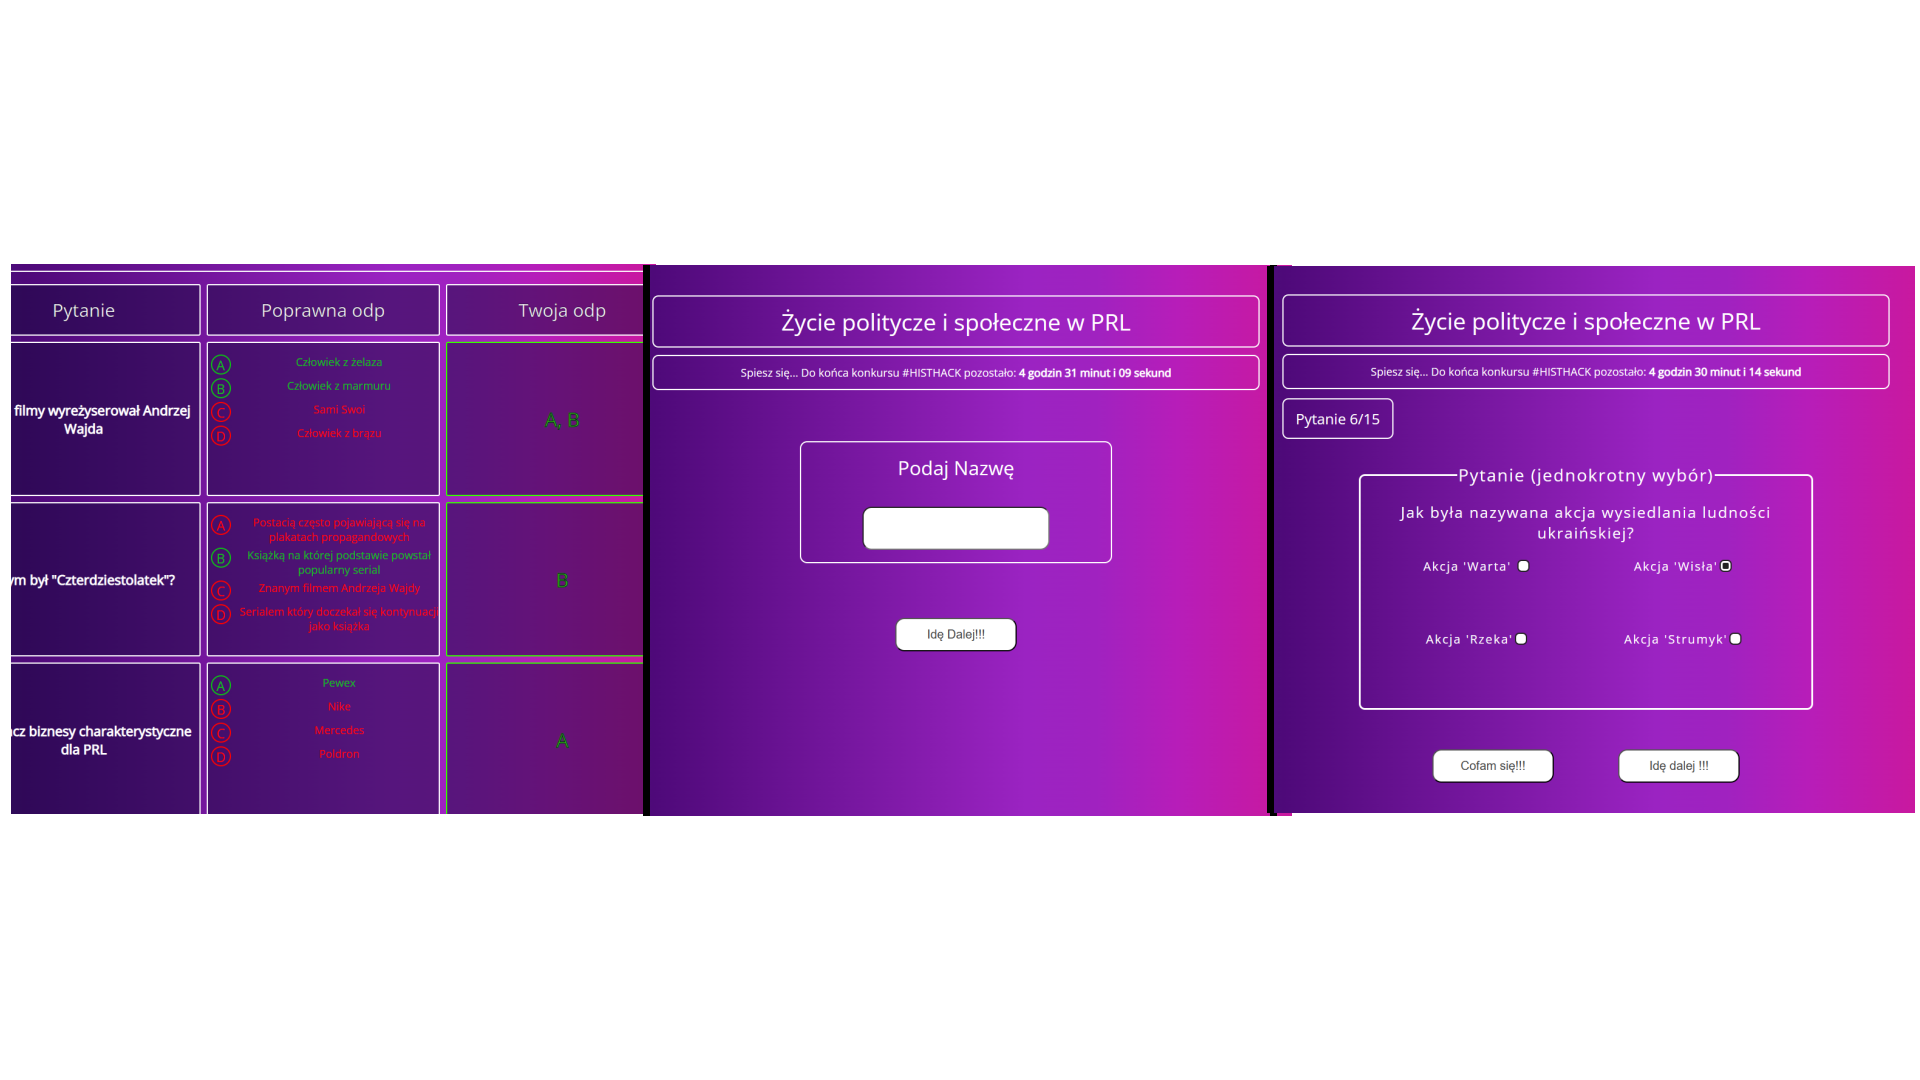 Pytanie
Poprawna odp
Twoja odp
filmy wyreżyserował Andrzej
Wajda
A Człowiek z żelaza
B Człowiek z marmuru
C Sami Swoi
D Człowiek z brązu
A, B
ym był "Czterdziestolatek"?
A Postacią często pojawiającą się na
plakatach propagandowych
B Książką na której podstawie powstał
popularny serial
C Znanym filmem Andrzeja Wajdy
D Serialem który doczekał się kontynuacji
jako książka
B
cz biznesy charakterystyczne
dla PRL
A Pewex
B Nike
C Mercedes
D Poldron
A
Życie politycze i społeczne w PRL
Spiesz się... Do końca konkursu #HISTHACK pozostało: 4 godzin 31 minut i 09 sekund
Podaj Nazwę
Idę Dalej!!!
Życie politycze i społeczne w PRL
Spiesz się... Do końca konkursu #HISTHACK pozostało: 4 godzin 30 minut i 14 sekund
Pytanie 6/15
Pytanie (jednokrotny wybór)
Jak była nazywana akcja wysiedlania ludności
ukraińskiej?
Akcja 'Warta'
Akcja 'Wisła'
Akcja 'Rzeka'
Akcja 'Strumyk'
Cofam się!!!
Idę dalej !!!